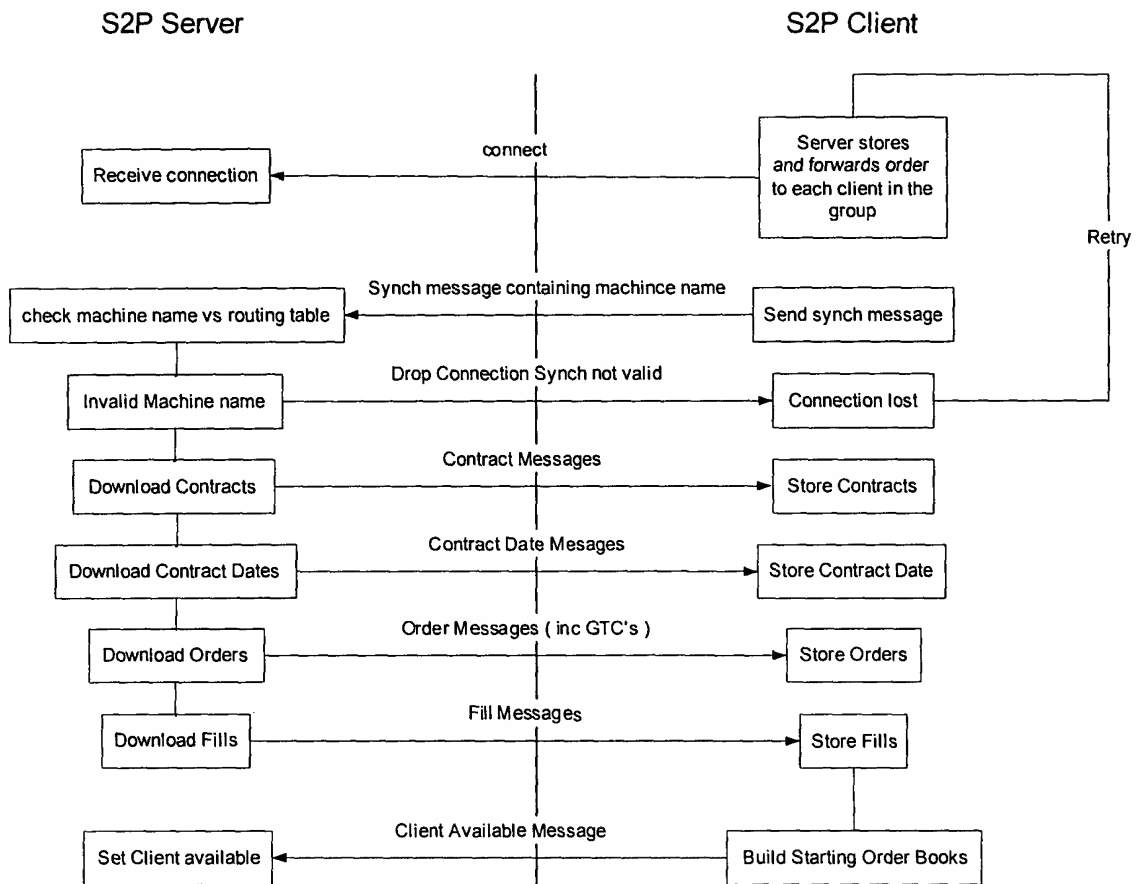 S2P Server
S2P Client
connect
Receive connection
Server stores
and forwards order
to each client in the
group
Retry
Synch message containing machince name
check machine name vs routing table
Send synch message
Drop Connection Synch not valid
Invalid Machine name
Connection lost
Contract Messages
Download Contracts
Store Contracts
Contract Date Mesages
Download Contract Dates
Store Contract Date
Order Messages ( inc GTC's )
Download Orders
Store Orders
Fill Messages
Download Fills
Store Fills
Client Available Message
Set Client available
Build Starting Order Books